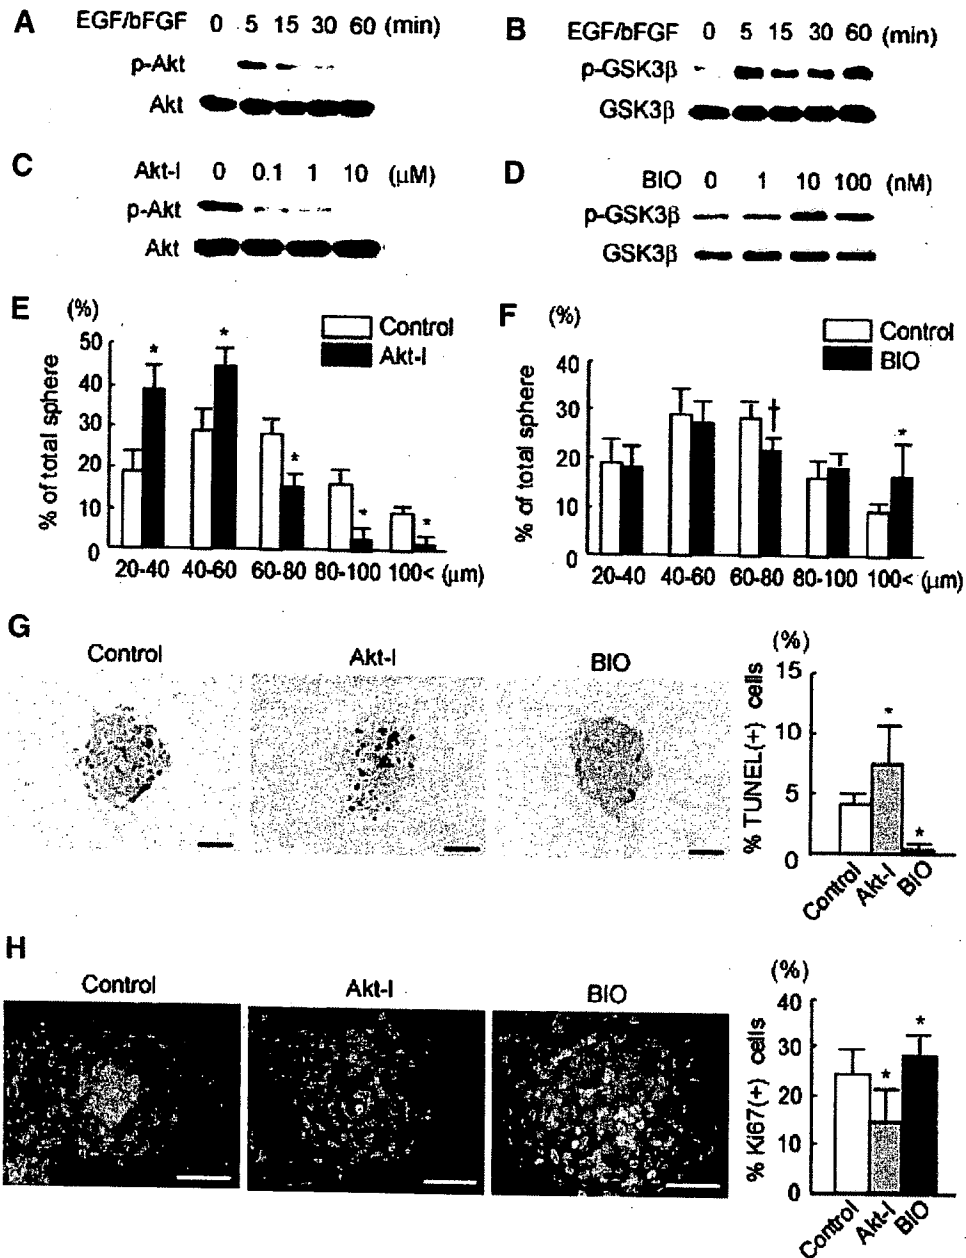 A
EGF/bFGF 0 5 15 30 60 (min)
p-Akt
Akt
B
EGF/bFGF 0 5 15 30 60 (min)
p-GSK3β
GSK3β
C
Akt-I 0 0.1 1 10 (μM)
p-Akt
Akt
D
BIO 0 1 10 100 (nM)
p-GSK3β
GSK3β
E
(%)
% of total sphere
50
40
30
20
10
0
Control
Akt-I
* * * * *
20-40 40-60 60-80 80-100 100< (μm)
F
(%)
% of total sphere
40
30
20
10
0
Control
BIO
† *
20-40 40-60 60-80 80-100 100< (μm)
G
Control Akt-I BIO
(%)
% TUNEL(+) cells
15
10
5
0
* *
Control Akt-I BIO
H
Control Akt-I BIO
(%)
% Ki67(+) cells
40
30
20
10
0
* *
Control Akt-I BIO